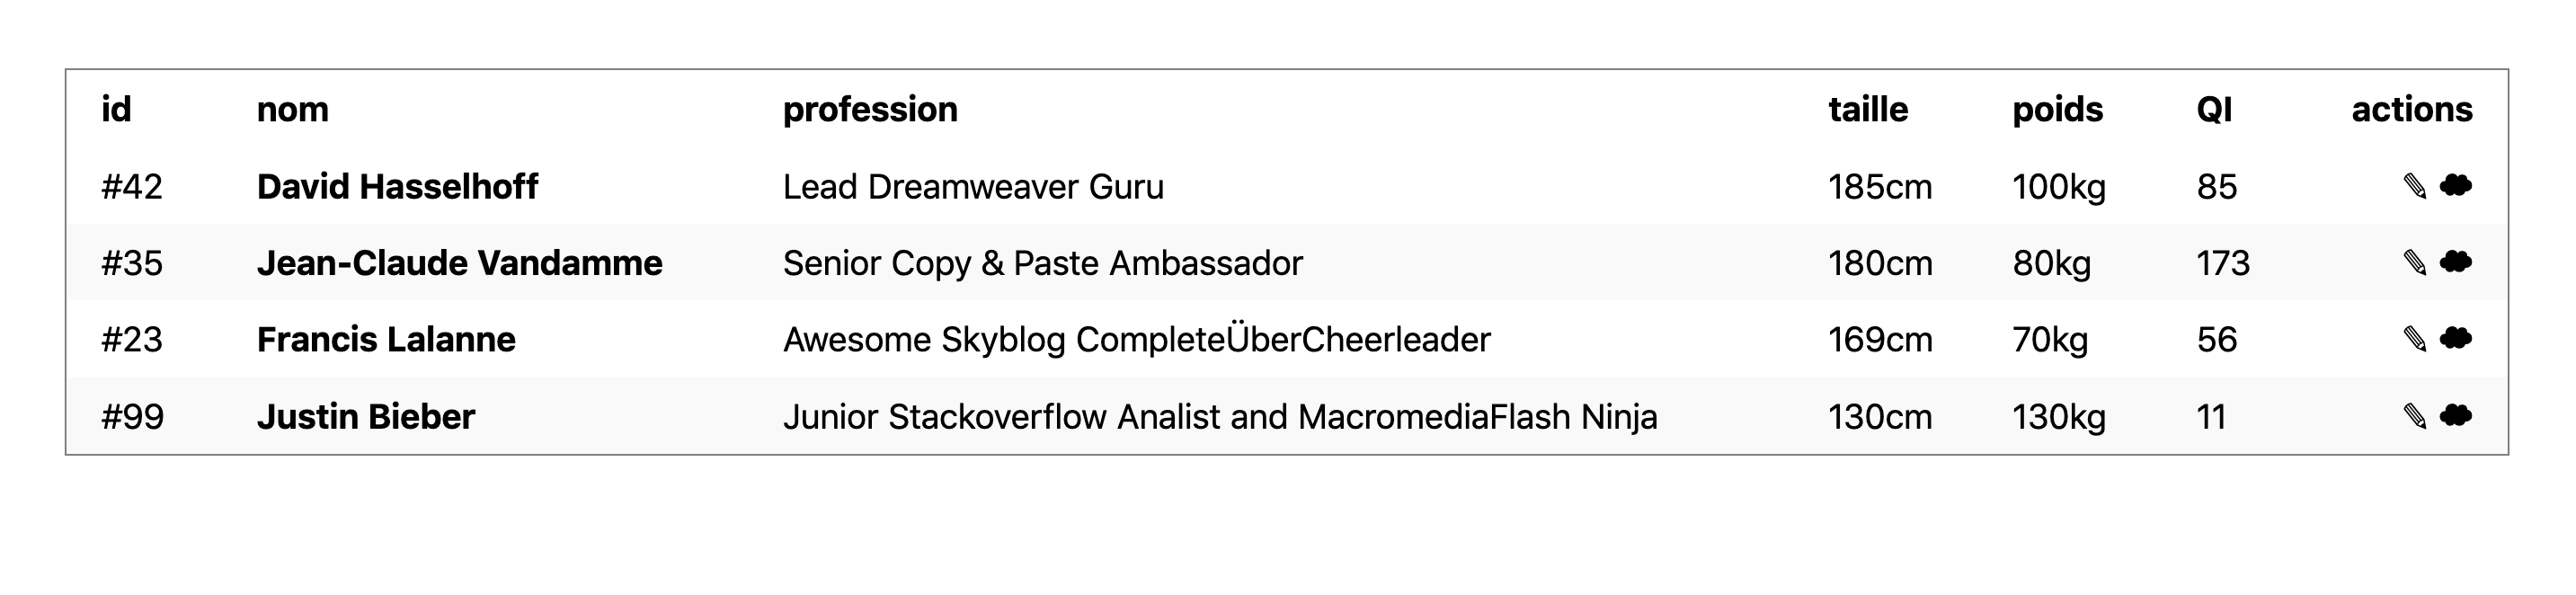 id nom profession taille poids QI actions
#42 David Hasselhoff Lead Dreamweaver Guru 185cm 100kg 85 ✎ 
#35 Jean-Claude Vandamme Senior Copy & Paste Ambassador 180cm 80kg 173
#23 Francis Lalanne Awesome Skyblog CompleteÜberCheerleader 169cm 70kg 56
#99 Justin Bieber Junior Stackoverflow Analist and MacromediaFlash Ninja 130cm 130kg 11